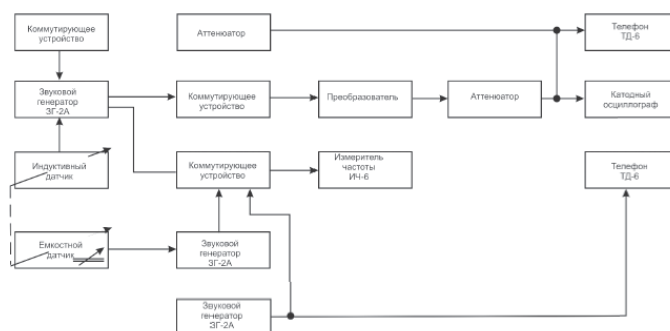 Коммутирующее
устройство
Аттенюатор
Телефон
ТД-6
Звуковой
генератор
ЗГ-2А
Коммутирующее
устройство
Преобразователь
Аттенюатор
Катодный
осциллограф
Индуктивный
датчик
Коммутирующее
устройство
Измеритель
частоты
ИЧ-6
Телефон
ТД-6
Емкостной
датчик
Звуковой
генератор
ЗГ-2А
Звуковой
генератор
ЗГ-2А